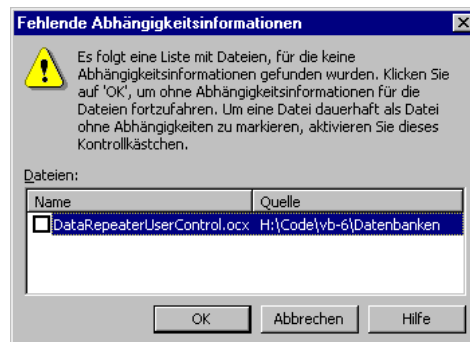 Fehlende Abhängigkeitsinformationen
Es folgt eine Liste mit Dateien, für die keine
Abhängigkeitsinformationen gefunden wurden. Klicken Sie
auf 'OK', um ohne Abhängigkeitsinformationen für die
Dateien fortzufahren. Um eine Datei dauerhaft als Datei
ohne Abhängigkeiten zu markieren, aktivieren Sie dieses
Kontrollkästchen.
Dateien:
Name Quelle
DataRepeaterUserControl.ocx H:\Code\vb-6\Datenbanken
OK Abbrechen Hilfe